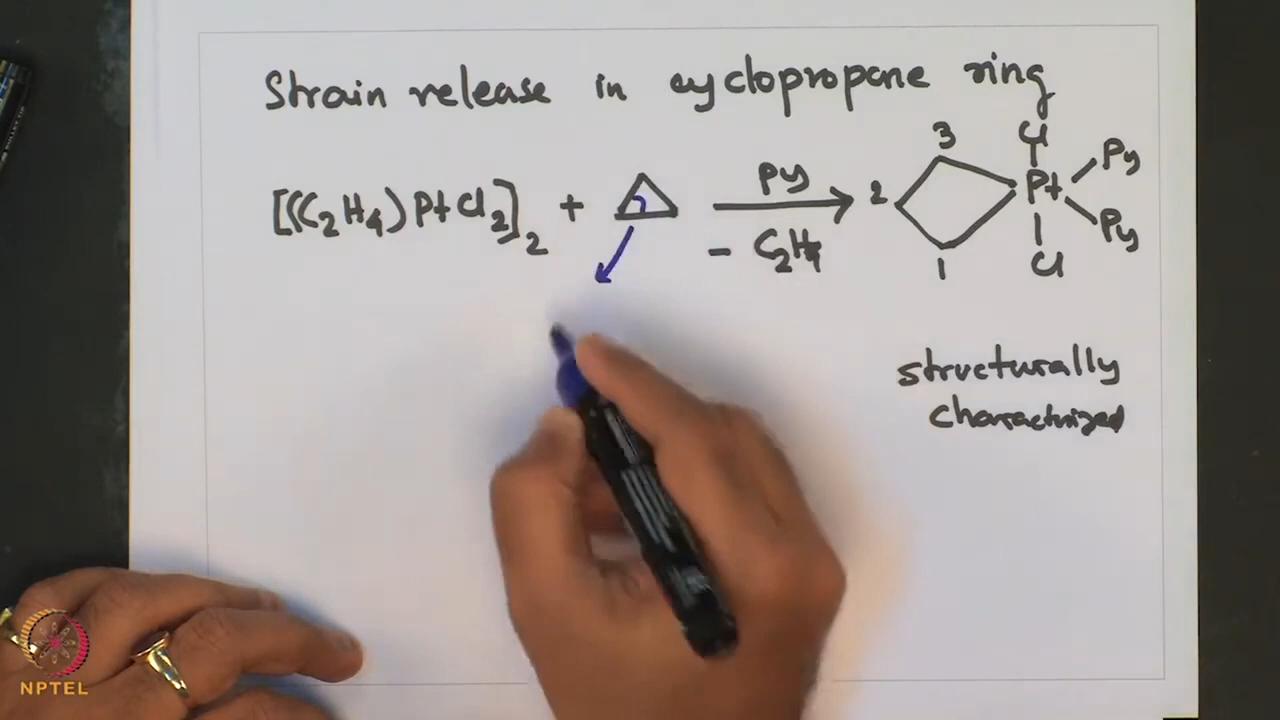 Strain release in cyclopropane ring
[(C₂H₄)PtCl₂]₂ + △ Py - C₂H₄ → 3 2 1 Pt Cl Cl Py Py
structurally
characterized
NPTEL